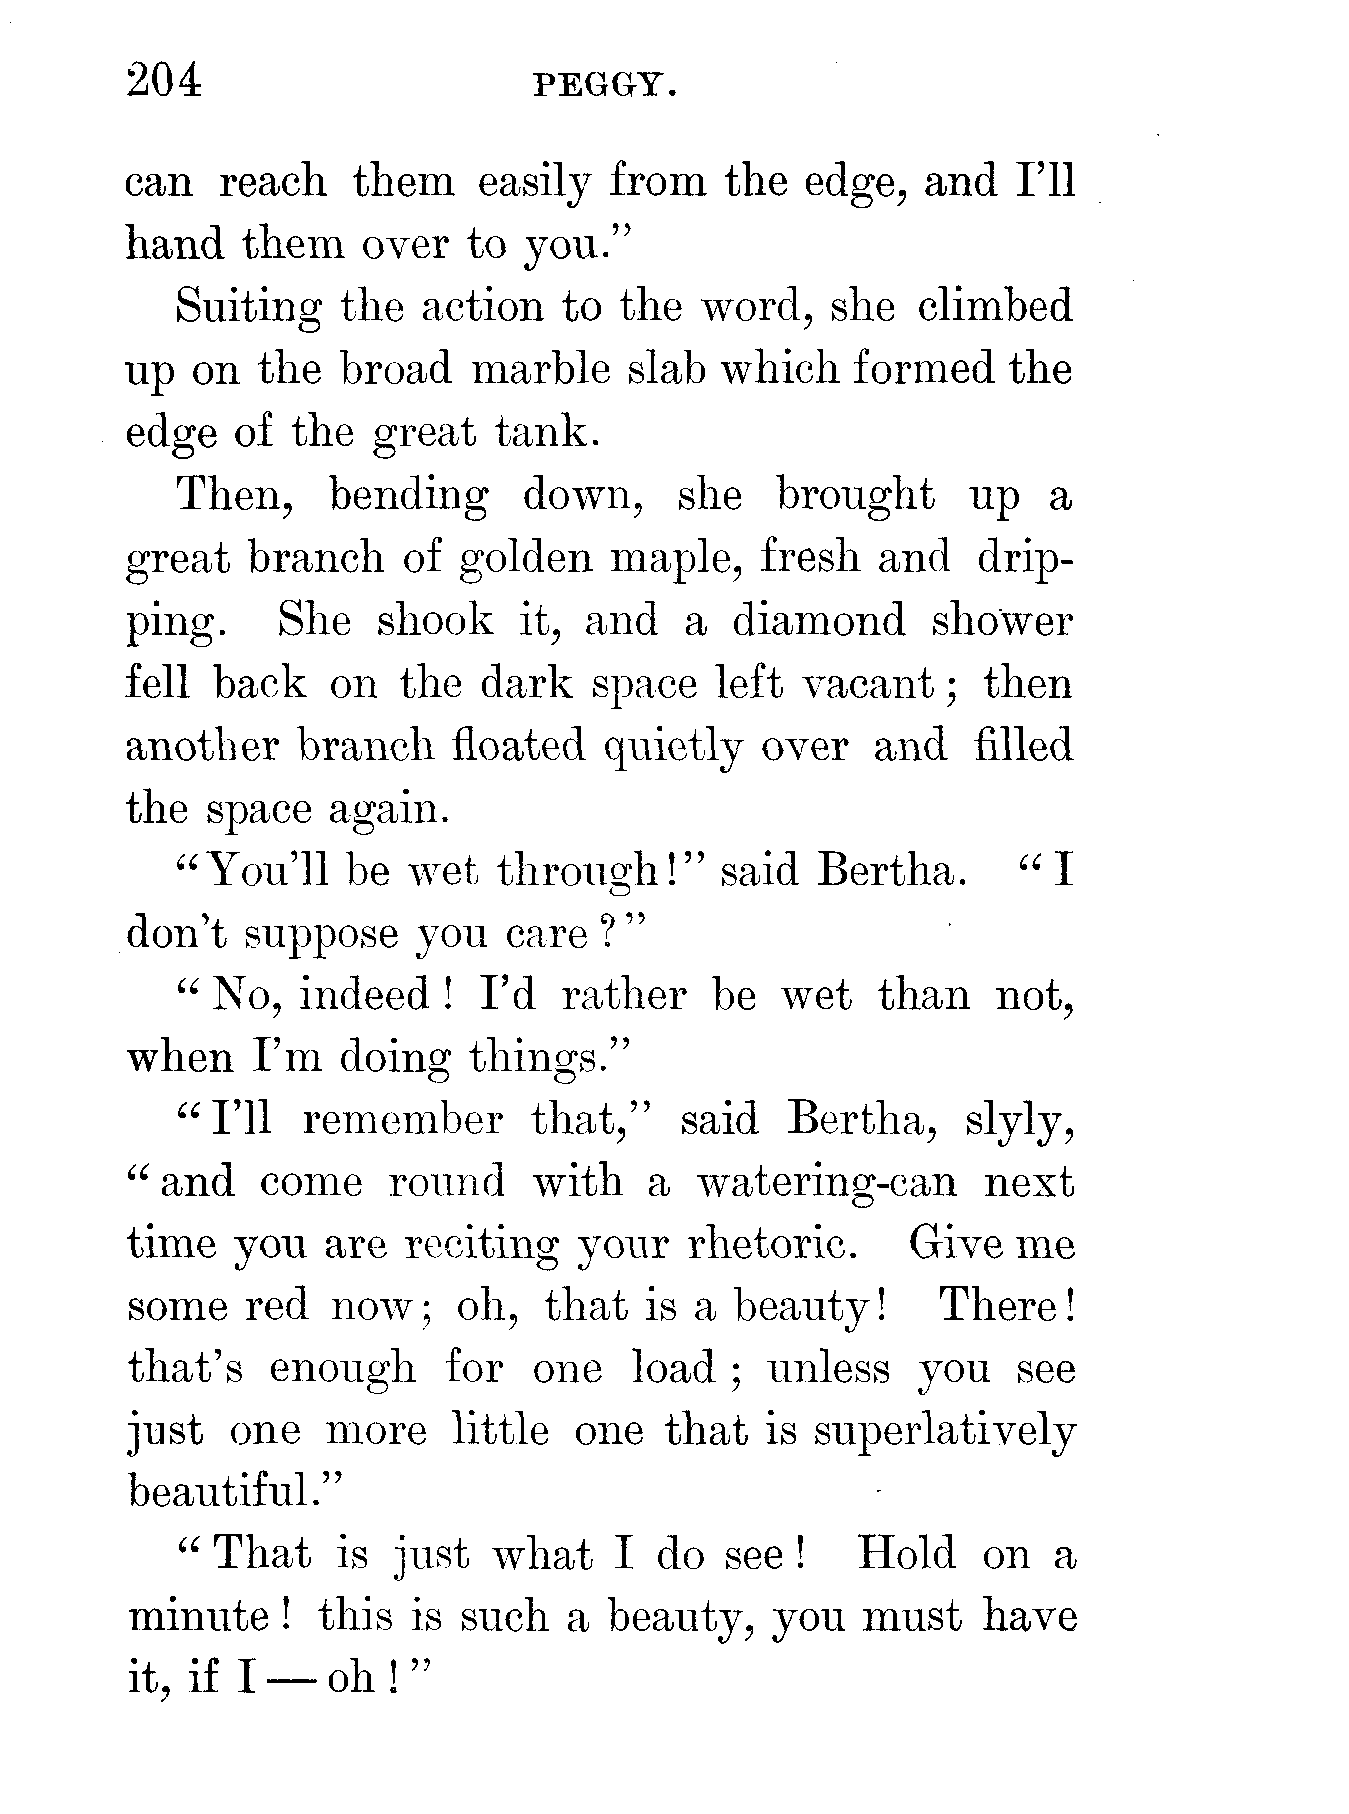 204 PEGGY.
can reach them easily from the edge, and I'll
hand them over to you."
Suiting the action to the word, she climbed
up on the broad marble slab which formed the
edge of the great tank.
Then, bending down, she brought up a
great branch of golden maple, fresh and drip-
ping. She shook it, and a diamond shower
fell back on the dark space left vacant; then
another branch floated quietly over and filled
the space again.
"You'll be wet through!" said Bertha. "I
don't suppose you care?"
"No, indeed! I'd rather be wet than not,
when I'm doing things."
"I'll remember that," said Bertha, slyly,
"and come round with a watering-can next
time you are reciting your rhetoric. Give me
some red now; oh, that is a beauty! There!
that's enough for one load; unless you see
just one more little one that is superlatively
beautiful."
"That is just what I do see! Hold on a
minute! this is such a beauty, you must have
it, if I — oh!"